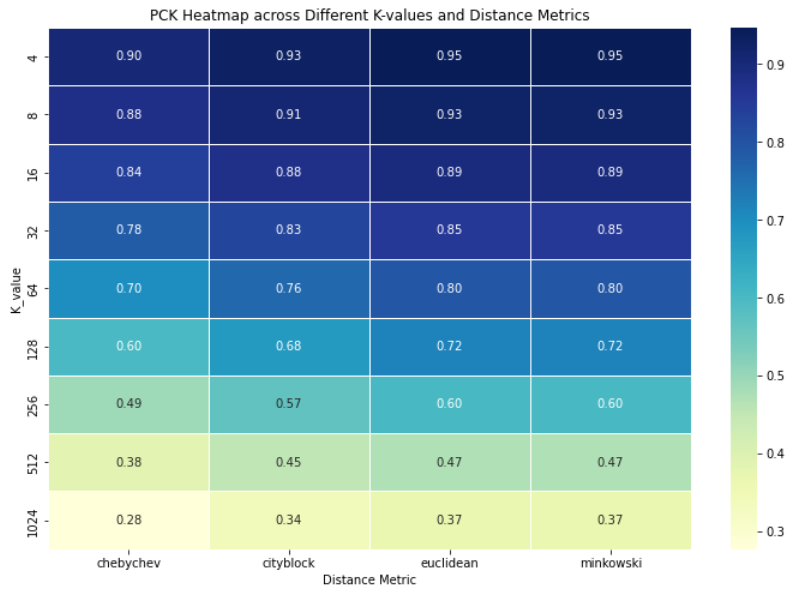 PCK Heatmap across Different K-values and Distance Metrics
K_value
4 0.90 0.93 0.95 0.95
8 0.88 0.91 0.93 0.93
16 0.84 0.88 0.89 0.89
32 0.78 0.83 0.85 0.85
64 0.70 0.76 0.80 0.80
128 0.60 0.68 0.72 0.72
256 0.49 0.57 0.60 0.60
512 0.38 0.45 0.47 0.47
1024 0.28 0.34 0.37 0.37
chebychev cityblock euclidean minkowski
Distance Metric
0.9
0.8
0.7
0.6
0.5
0.4
0.3